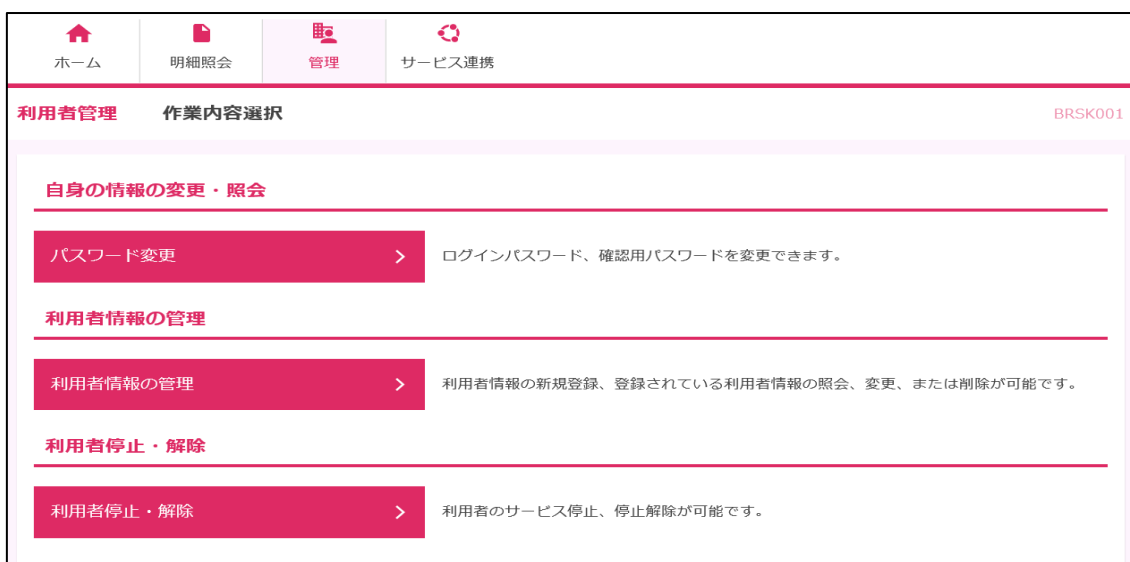 ホーム 明細照会 管理 サービス連携
利用者管理 作業内容選択 BRSK001
自身の情報の変更・照会
パスワード変更 ログインパスワード、確認用パスワードを変更できます。
利用者情報の管理
利用者情報の管理 利用者情報の新規登録、登録されている利用者情報の照会、変更、または削除が可能です。
利用者停止・解除
利用者停止・解除 利用者のサービス停止、停止解除が可能です。